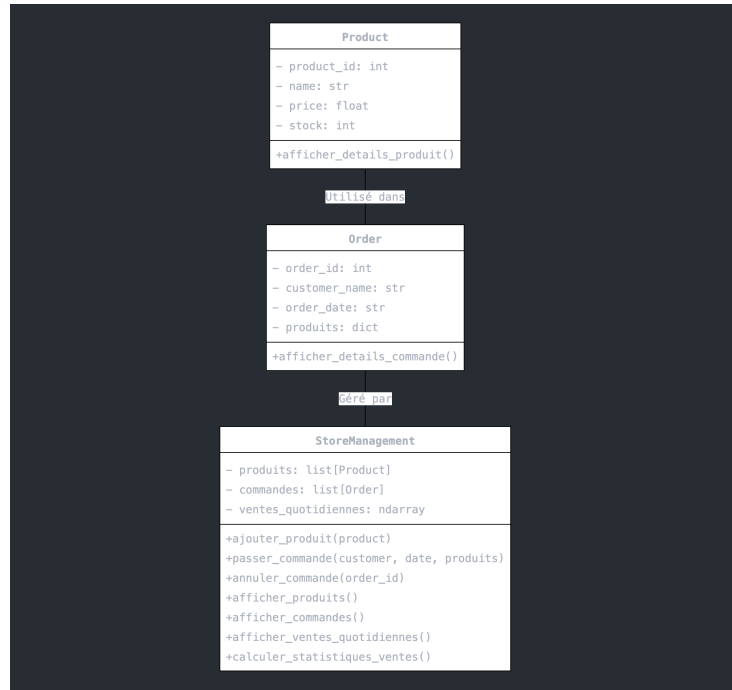 Product
- product_id: int
- name: str
- price: float
- stock: int
+afficher_details_produit()
Utilisé dans
Order
- order_id: int
- customer_name: str
- order_date: str
- produits: dict
+afficher_details_commande()
Géré par
StoreManagement
- produits: list[Product]
- commandes: list[Order]
- ventes_quotidiennes: ndarray
+ajouter_produit(product)
+passer_commande(customer, date, produits)
+annuler_commande(order_id)
+afficher_produits()
+afficher_commandes()
+afficher_ventes_quotidiennes()
+calculer_statistiques_ventes()